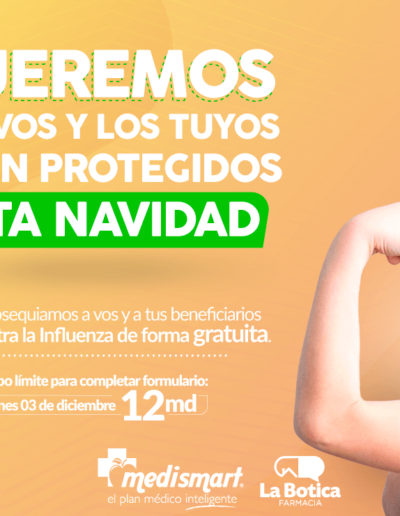 UEREMOS
VOS Y LOS TUYOS
N PROTEGIDOS
TA NAVIDAD
sequiamos a vos y a tus beneficiarios
tra la Influenza de forma gratuita.
po límite para completar formulario:
nes 03 de diciembre 12md
medismart®
el plan médico inteligente
La Botica
FARMACIA